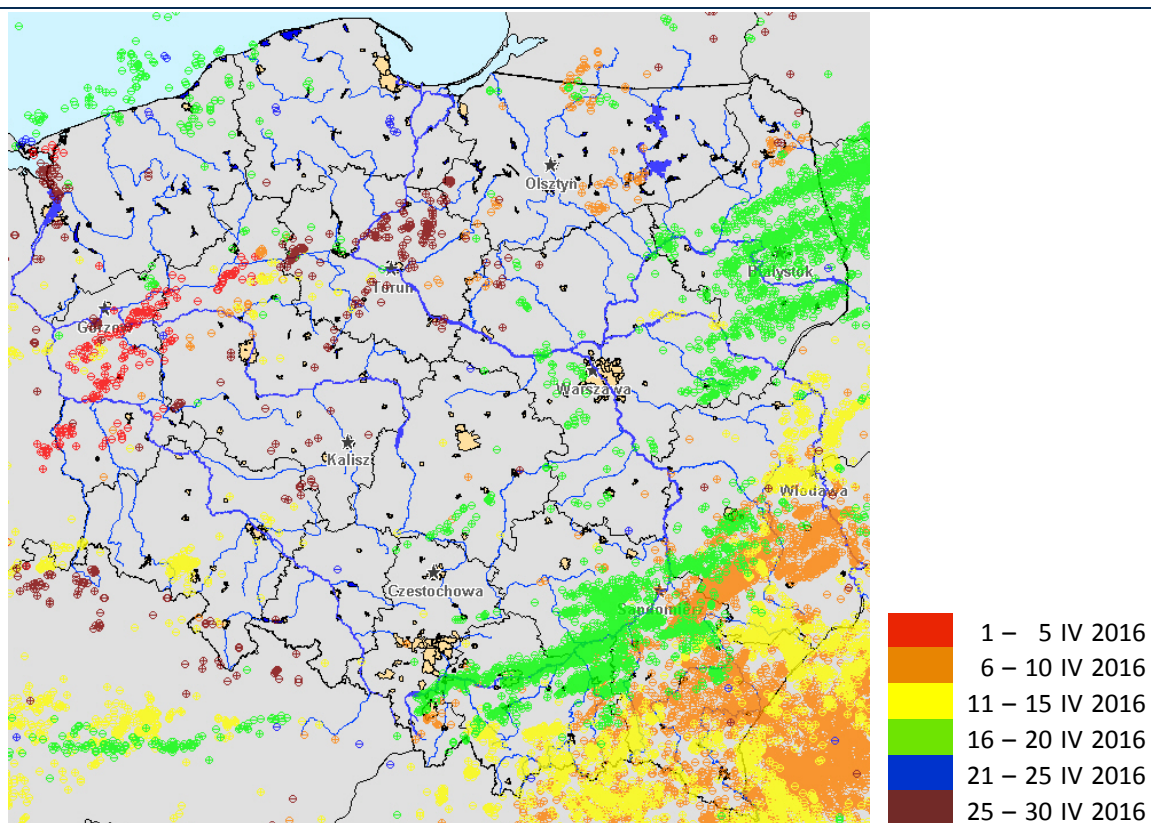 Olsztyń
Białystok
Toruń
Gorzów
Warszawa
Kalisz
Włodawa
Częstochowa
Sandomierz
1 – 5 IV 2016
6 – 10 IV 2016
11 – 15 IV 2016
16 – 20 IV 2016
21 – 25 IV 2016
25 – 30 IV 2016